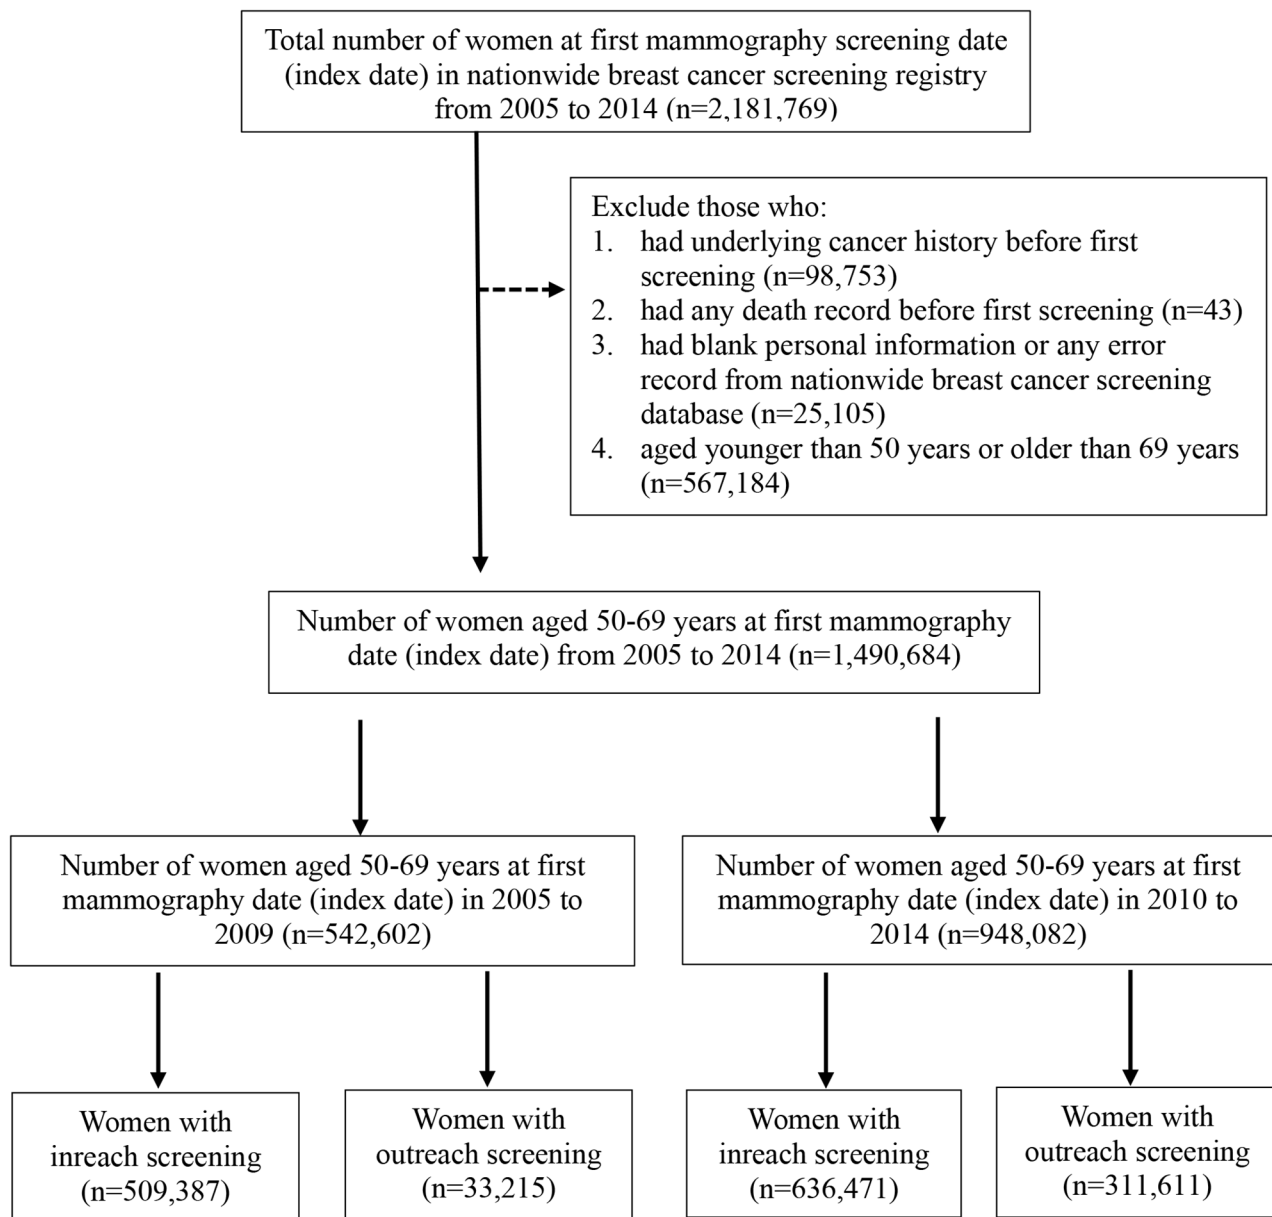 Total number of women at first mammography screening date
(index date) in nationwide breast cancer screening registry
from 2005 to 2014 (n=2,181,769)
Exclude those who:
1. had underlying cancer history before first
screening (n=98,753)
2. had any death record before first screening (n=43)
3. had blank personal information or any error
record from nationwide breast cancer screening
database (n=25,105)
4. aged younger than 50 years or older than 69 years
(n=567,184)
Number of women aged 50-69 years at first mammography
date (index date) from 2005 to 2014 (n=1,490,684)
Number of women aged 50-69 years at first
mammography date (index date) in 2005 to
2009 (n=542,602)
Number of women aged 50-69 years at first
mammography date (index date) in 2010 to
2014 (n=948,082)
Women with
inreach screening
(n=509,387)
Women with
outreach screening
(n=33,215)
Women with
inreach screening
(n=636,471)
Women with
outreach screening
(n=311,611)